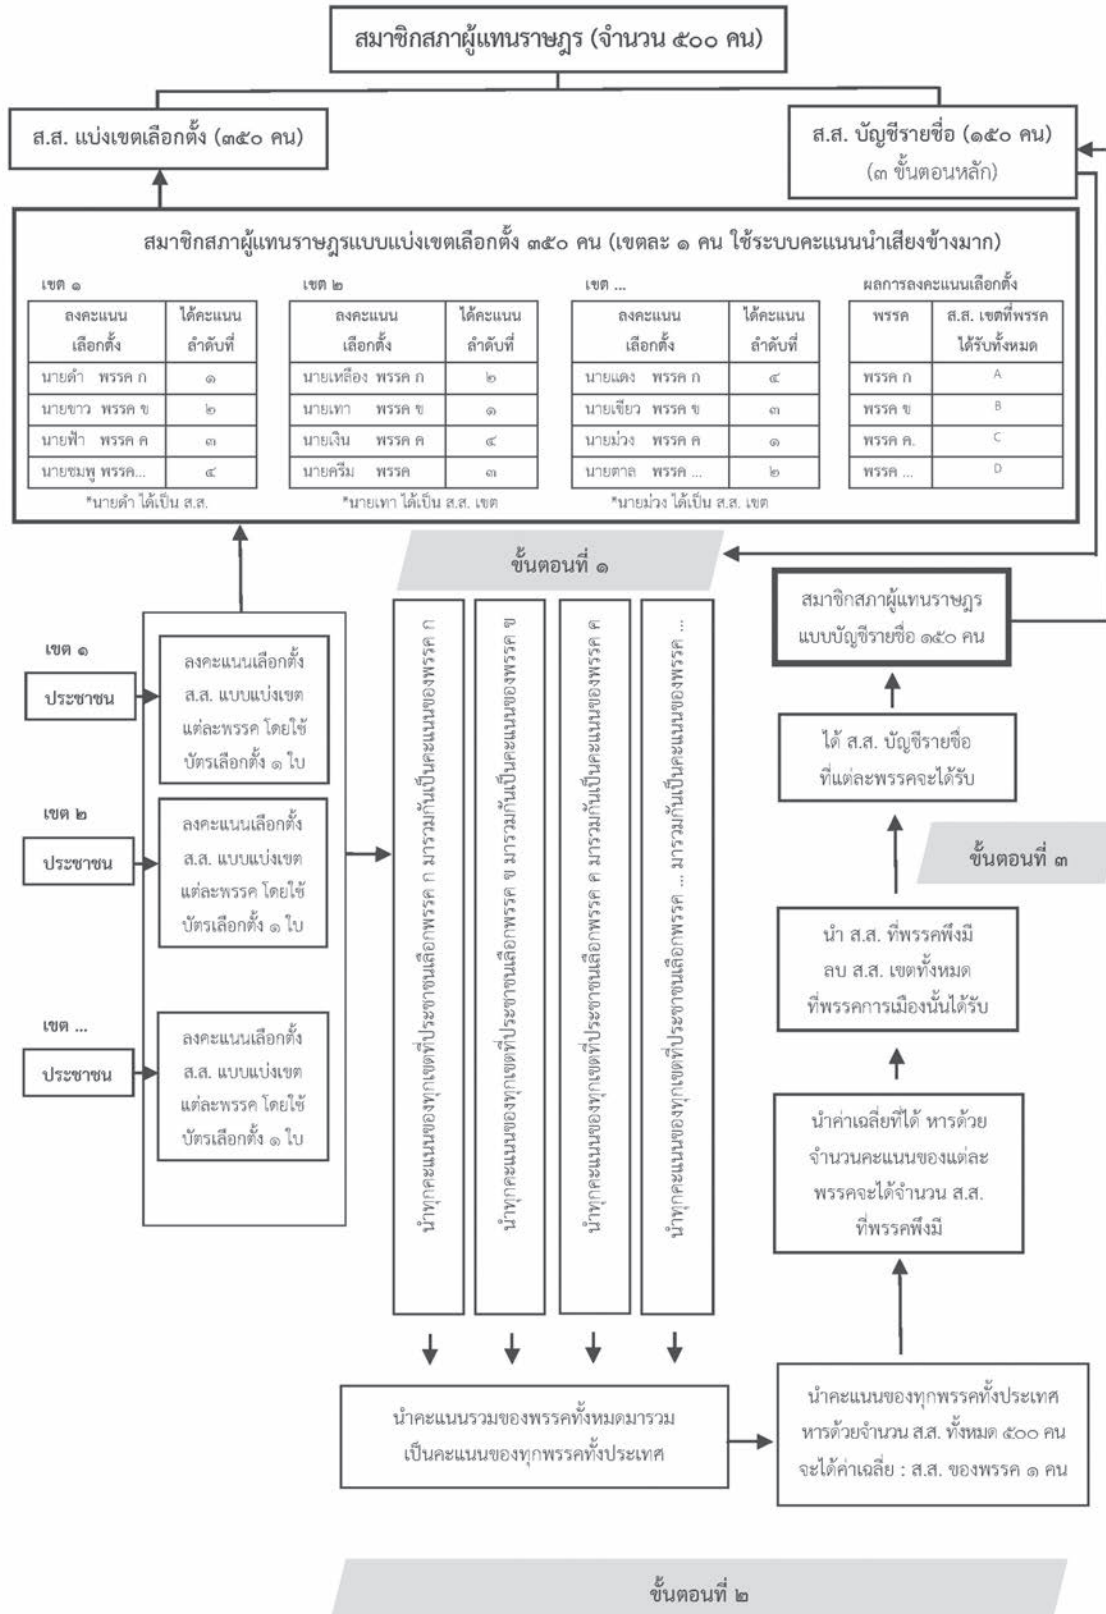 สมาชิกสภาผู้แทนราษฎร (จำนวน ๕๐๐ คน)
ส.ส. แบ่งเขตเลือกตั้ง (๓๕๐ คน)
ส.ส. บัญชีรายชื่อ (๑๕๐ คน)
(๓ ขั้นตอนหลัก)
สมาชิกสภาผู้แทนราษฎรแบบแบ่งเขตเลือกตั้ง ๓๕๐ คน (เขตละ ๑ คน ใช้ระบบคะแนนนำเสียงข้างมาก)
เขต ๑
ลงคะแนน ได้คะแนน
เลือกตั้ง ลำดับที่
นายดำ พรรค ก ๑
นายขาว พรรค ข ๒
นายฟ้า พรรค ค ๓
นายชมพู พรรค... ๔
*นายดำ ได้เป็น ส.ส.
เขต ๒
ลงคะแนน ได้คะแนน
เลือกตั้ง ลำดับที่
นายเหลือง พรรค ก ๒
นายเทา พรรค ข ๑
นายเงิน พรรค ค ๔
นายครีม พรรค ๓
*นายเทา ได้เป็น ส.ส. เขต
เขต ...
ลงคะแนน ได้คะแนน
เลือกตั้ง ลำดับที่
นายแดง พรรค ก ๔
นายเขียว พรรค ข ๓
นายม่วง พรรค ค ๑
นายตาล พรรค ... ๒
*นายม่วง ได้เป็น ส.ส. เขต
ผลการลงคะแนนเลือกตั้ง
พรรค ส.ส. เขตที่พรรค
ได้รับทั้งหมด
พรรค ก A
พรรค ข B
พรรค ค. C
พรรค ... D
เขต ๑
ประชาชน
ลงคะแนนเลือกตั้ง
ส.ส. แบบแบ่งเขต
แต่ละพรรค โดยใช้
บัตรเลือกตั้ง ๑ ใบ
เขต ๒
ประชาชน
ลงคะแนนเลือกตั้ง
ส.ส. แบบแบ่งเขต
แต่ละพรรค โดยใช้
บัตรเลือกตั้ง ๑ ใบ
เขต ...
ประชาชน
ลงคะแนนเลือกตั้ง
ส.ส. แบบแบ่งเขต
แต่ละพรรค โดยใช้
บัตรเลือกตั้ง ๑ ใบ
ขั้นตอนที่ ๑
นำทุกคะแนนของทุกเขตที่ประชาชนเลือกพรรค ก มารวมกันเป็นคะแนนของพรรค ก
นำทุกคะแนนของทุกเขตที่ประชาชนเลือกพรรค ข มารวมกันเป็นคะแนนของพรรค ข
นำทุกคะแนนของทุกเขตที่ประชาชนเลือกพรรค ค มารวมกันเป็นคะแนนของพรรค ค
นำทุกคะแนนของทุกเขตที่ประชาชนเลือกพรรค ... มารวมกันเป็นคะแนนของพรรค ...
นำคะแนนรวมของพรรคทั้งหมดมารวม
เป็นคะแนนของทุกพรรคทั้งประเทศ
นำคะแนนของทุกพรรคทั้งประเทศ
หารด้วยจำนวน ส.ส. ทั้งหมด ๕๐๐ คน
จะได้ค่าเฉลี่ย : ส.ส. ของพรรค ๑ คน
ขั้นตอนที่ ๒
นำค่าเฉลี่ยที่ได้ หารด้วย
จำนวนคะแนนของแต่ละ
พรรคจะได้จำนวน ส.ส.
ที่พรรคพึงมี
นำ ส.ส. ที่พรรคพึงมี
ลบ ส.ส. เขตทั้งหมด
ที่พรรคการเมืองนั้นได้รับ
ขั้นตอนที่ ๓
ได้ ส.ส. บัญชีรายชื่อ
ที่แต่ละพรรคจะได้รับ
สมาชิกสภาผู้แทนราษฎร
แบบบัญชีรายชื่อ ๑๕๐ คน